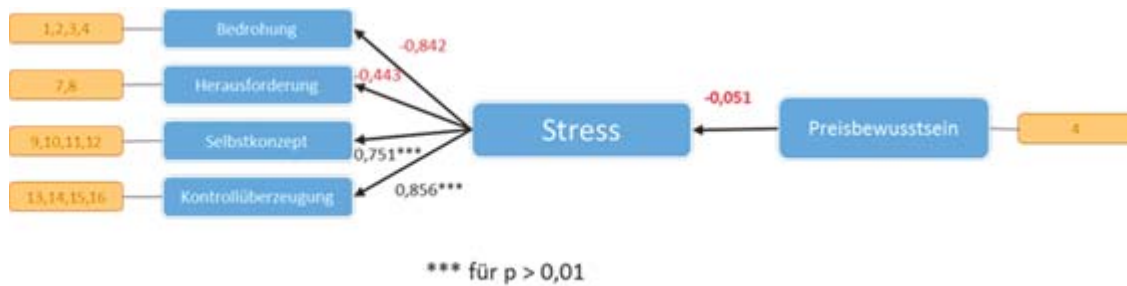 1,2,3,4
Bedrohung
-0,842
7,8
Herausforderung
-0,443
-0,051
Stress
Preisbewusstsein
4
9,10,11,12
Selbstkonzept
0,751***
13,14,15,16
Kontrollüberzeugung
0,856***
*** für p > 0,01